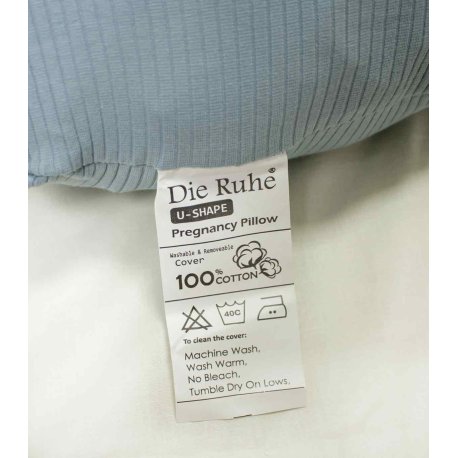 Die Ruhe®
U-SHAPE
Pregnancy Pillow
Washable & Removeable
Cover
100% COTTON
40C
To clean the cover:
Machine Wash,
Wash Warm,
No Bleach,
Tumble Dry On Lows.